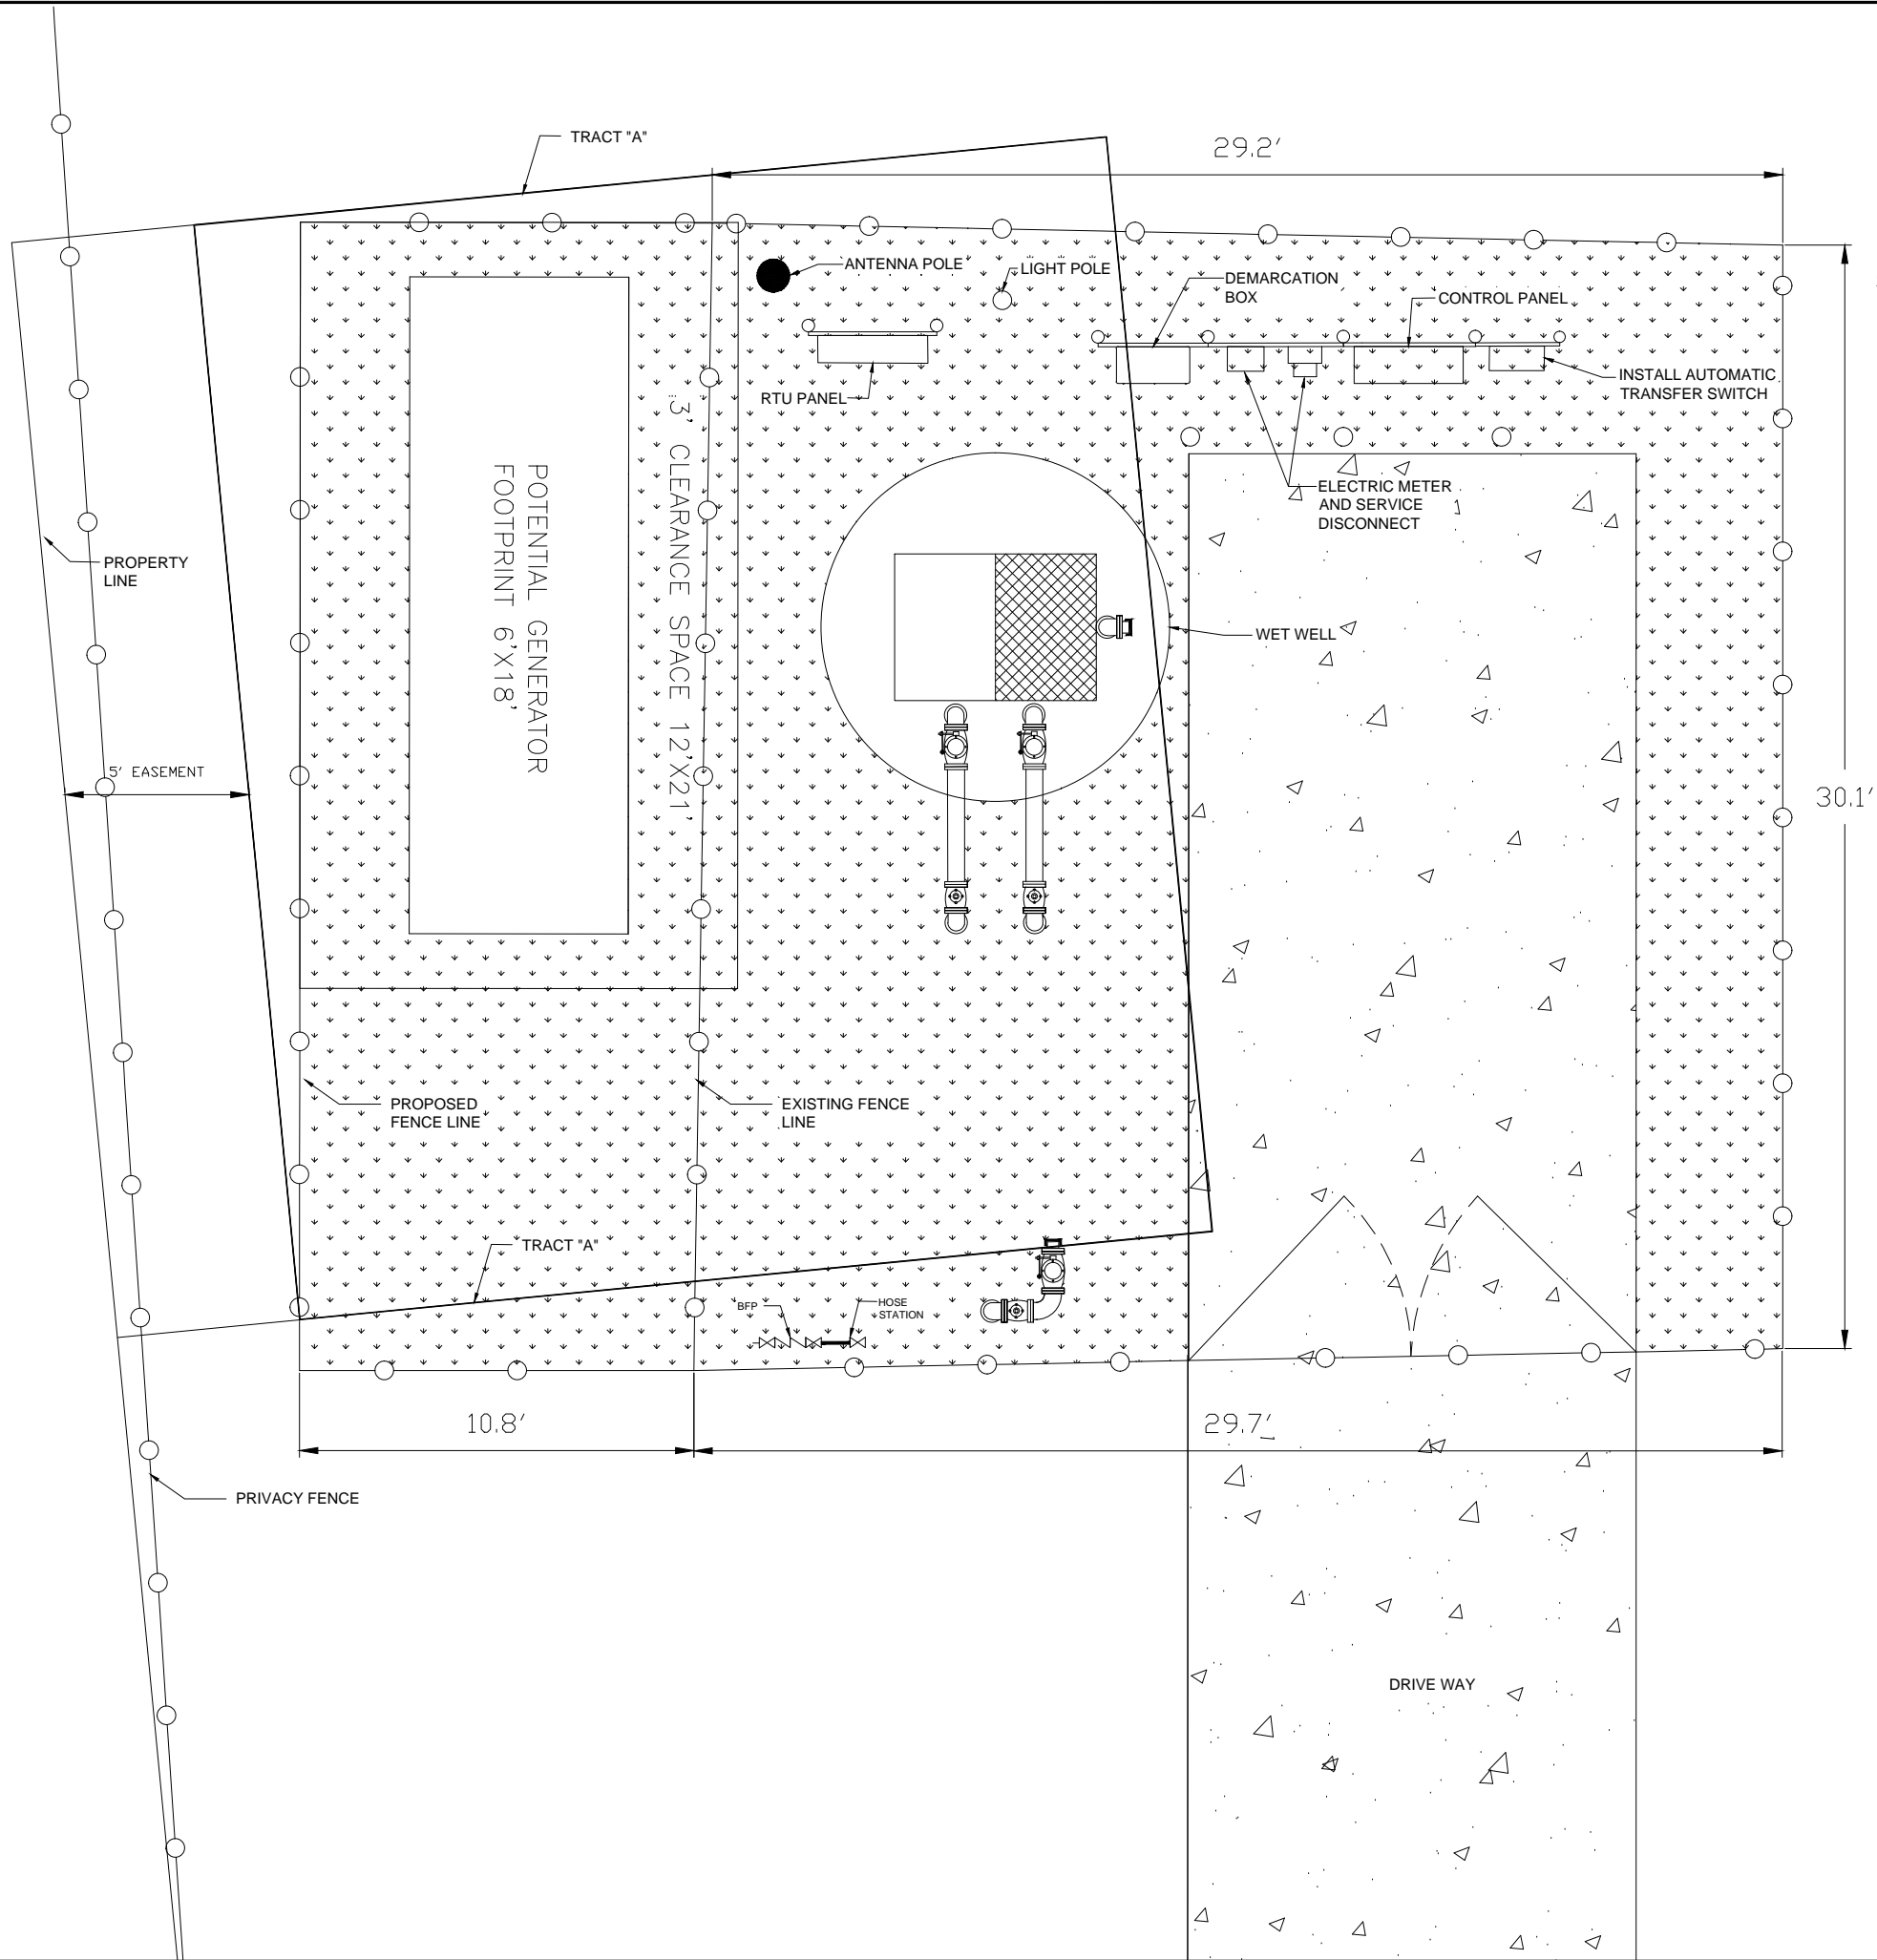 TRACT "A"
29.2'
ANTENNA POLE
LIGHT POLE
DEMARCATION
BOX
CONTROL PANEL
RTU PANEL
INSTALL AUTOMATIC
TRANSFER SWITCH
3' CLEARANCE SPACE 12'X21'
POTENTIAL GENERATOR
FOOTPRINT 6'X18'
ELECTRIC METER
AND SERVICE
DISCONNECT
PROPERTY
LINE
WET WELL
5' EASEMENT
30.1'
PROPOSED
FENCE LINE
EXISTING FENCE
LINE
TRACT "A"
BFP
HOSE
STATION
10.8'
29.7'
PRIVACY FENCE
DRIVE WAY